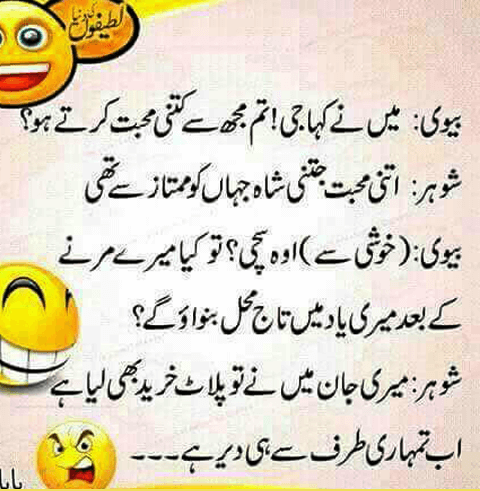 لطیفوں کی دنیا
بیوی: میں نے کہا جی! تم مجھ سے کتنی محبت کرتے ہو؟
شوہر: اتنی محبت جتنی شاہ جہاں کو ممتاز سے تھی
بیوی: (خوشی سے) اوہ سچی؟ تو کیا میرے مرنے
کے بعد میری یاد میں تاج محل بنواؤ گے؟
شوہر: میری جان میں نے تو پلاٹ خرید بھی لیا ہے
اب تمہاری طرف سے ہی دیر ہے ۔۔۔